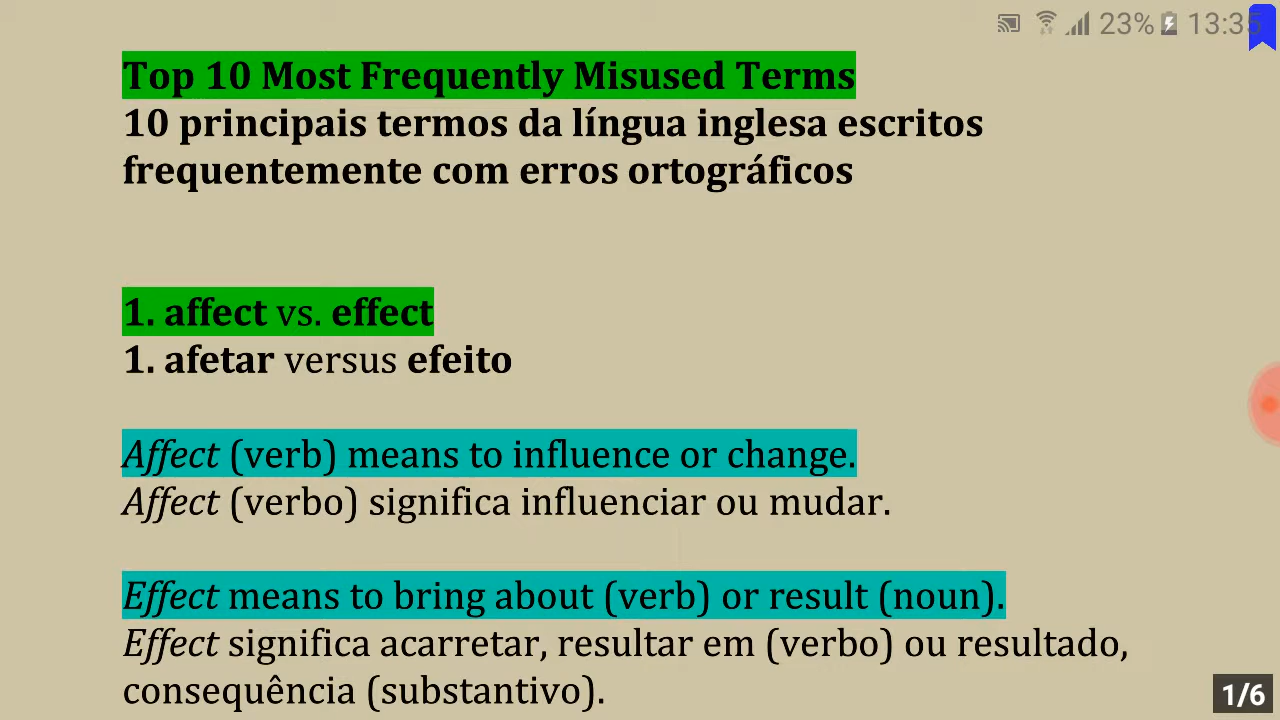 23% 13:35
Top 10 Most Frequently Misused Terms
10 principais termos da língua inglesa escritos
frequentemente com erros ortográficos
1. affect vs. effect
1. afetar versus efeito
Affect (verb) means to influence or change.
Affect (verbo) significa influenciar ou mudar.
Effect means to bring about (verb) or result (noun).
Effect significa acarretar, resultar em (verbo) ou resultado,
consequência (substantivo).
1/6